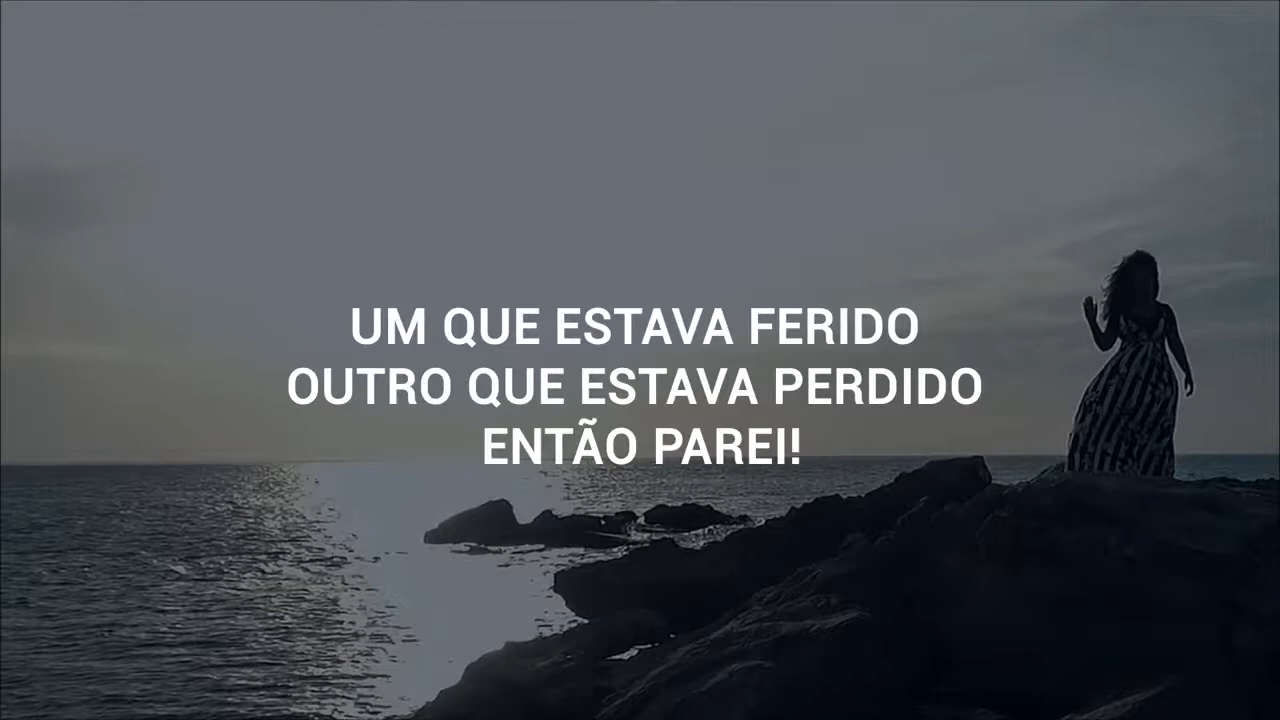 UM QUE ESTAVA FERIDO
OUTRO QUE ESTAVA PERDIDO
ENTÃO PAREI!